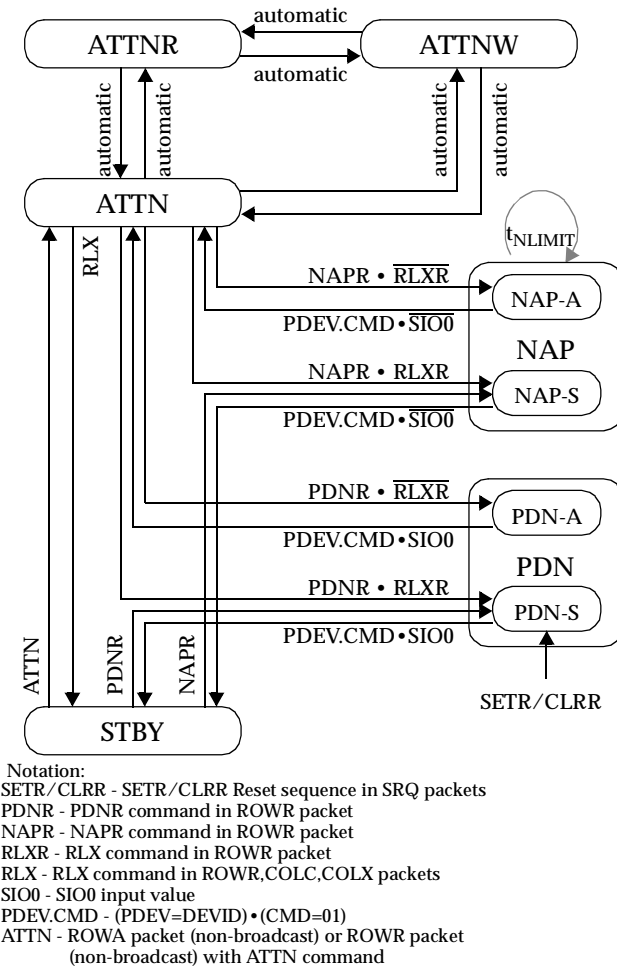 automatic
ATTNR
ATTNW
automatic
automatic
automatic
automatic
automatic
ATTN
RLX
tNLIMIT
NAPR • R̅L̅X̅R̅
NAP-A
PDEV.CMD•S̅I̅O̅0̅
NAP
NAPR • RLXR
NAP-S
PDEV.CMD•S̅I̅O̅0̅
PDNR • R̅L̅X̅R̅
PDN-A
PDEV.CMD•SIO0
PDN
PDNR • RLXR
PDN-S
PDEV.CMD•SIO0
ATTN
PDNR
NAPR
SETR/CLRR
STBY
Notation:
SETR/CLRR - SETR/CLRR Reset sequence in SRQ packets
PDNR - PDNR command in ROWR packet
NAPR - NAPR command in ROWR packet
RLXR - RLX command in ROWR packet
RLX - RLX command in ROWR,COLC,COLX packets
SIO0 - SIO0 input value
PDEV.CMD - (PDEV=DEVID)•(CMD=01)
ATTN - ROWA packet (non-broadcast) or ROWR packet
(non-broadcast) with ATTN command